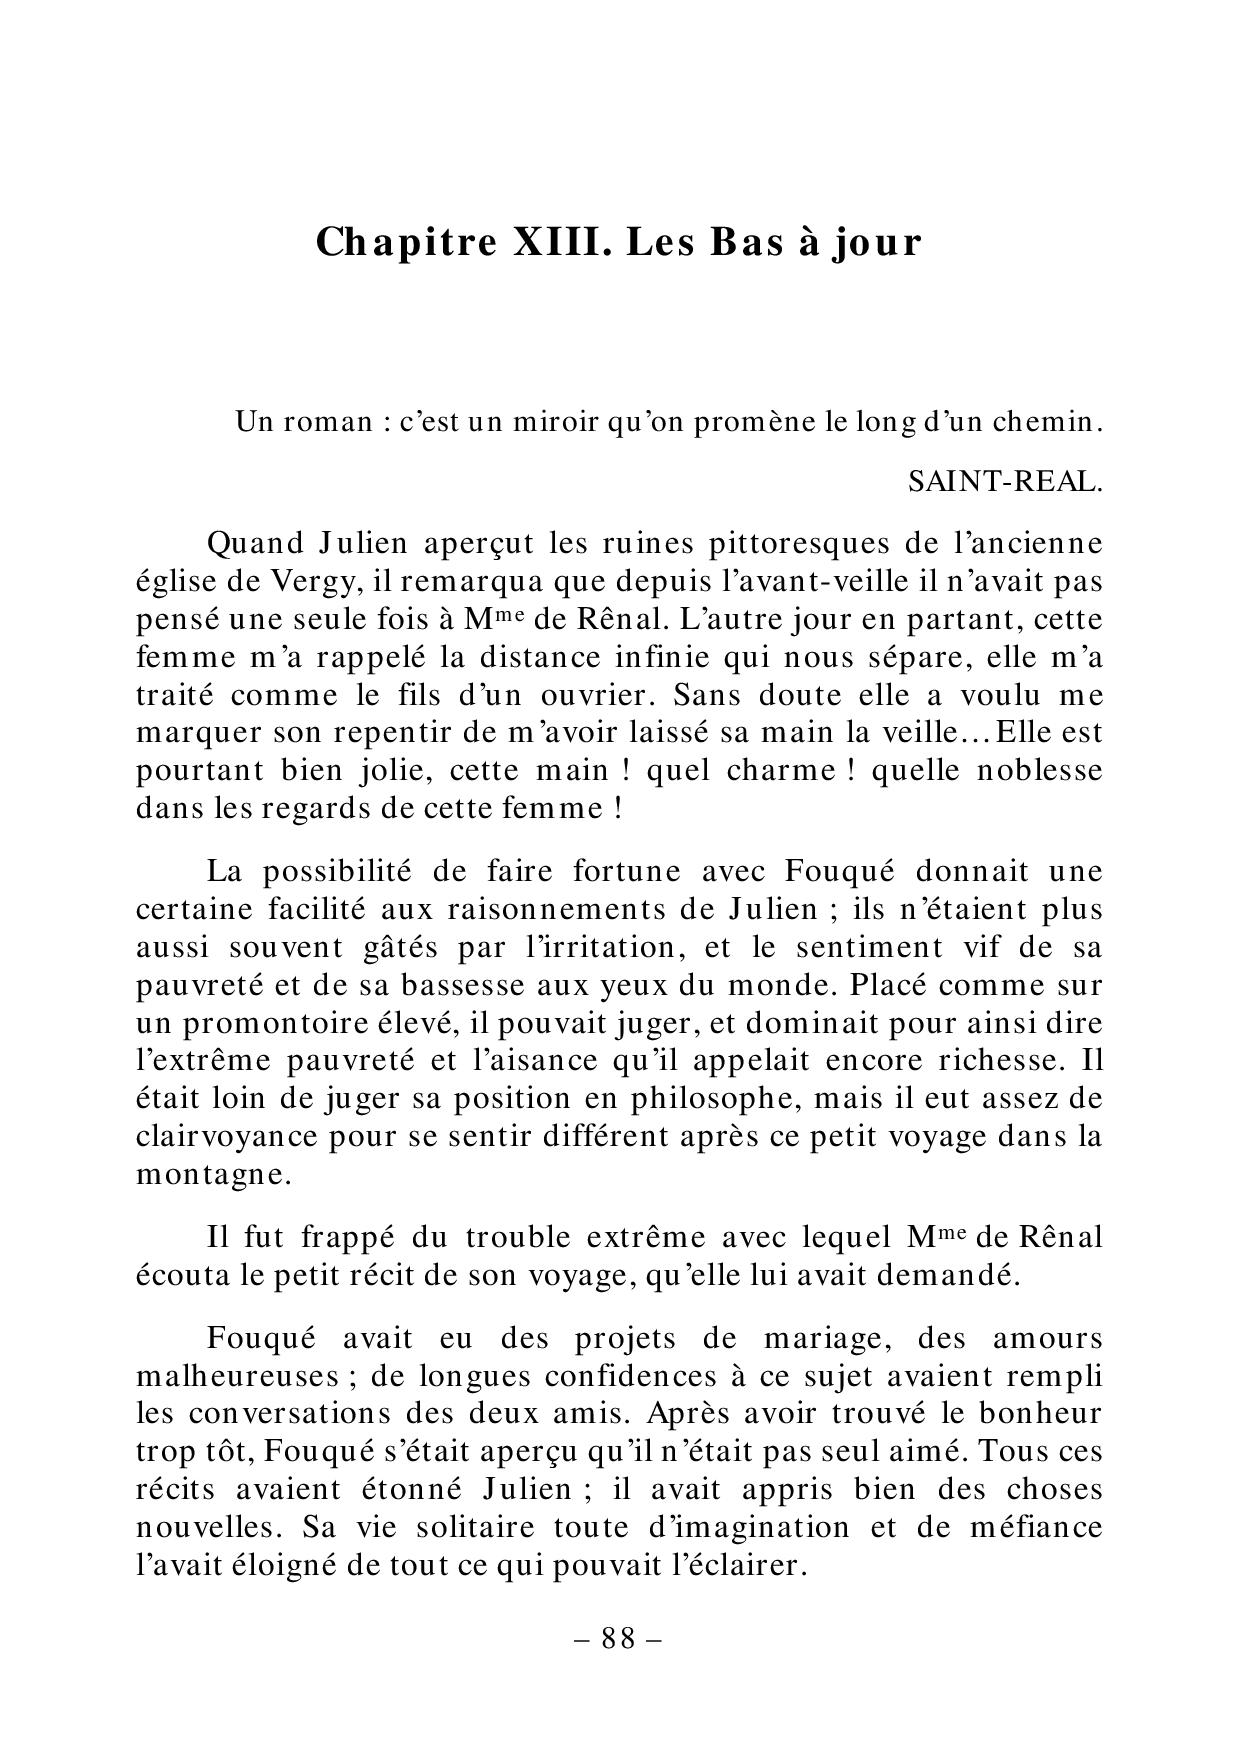 Chapitre XIII. Les Bas à jour
Un roman : c’est un miroir qu’on promène le long d’un chemin.
SAINT-REAL.
Quand Julien aperçut les ruines pittoresques de l’ancienne
église de Vergy, il remarqua que depuis l’avant-veille il n’avait pas
pensé une seule fois à Mme de Rênal. L’autre jour en partant, cette
femme m’a rappelé la distance infinie qui nous sépare, elle m’a
traité comme le fils d’un ouvrier. Sans doute elle a voulu me
marquer son repentir de m’avoir laissé sa main la veille… Elle est
pourtant bien jolie, cette main ! quel charme ! quelle noblesse
dans les regards de cette femme !
La possibilité de faire fortune avec Fouqué donnait une
certaine facilité aux raisonnements de Julien ; ils n’étaient plus
aussi souvent gâtés par l’irritation, et le sentiment vif de sa
pauvreté et de sa bassesse aux yeux du monde. Placé comme sur
un promontoire élevé, il pouvait juger, et dominait pour ainsi dire
l’extrême pauvreté et l’aisance qu’il appelait encore richesse. Il
était loin de juger sa position en philosophe, mais il eut assez de
clairvoyance pour se sentir différent après ce petit voyage dans la
montagne.
Il fut frappé du trouble extrême avec lequel Mme de Rênal
écouta le petit récit de son voyage, qu’elle lui avait demandé.
Fouqué avait eu des projets de mariage, des amours
malheureuses ; de longues confidences à ce sujet avaient rempli
les conversations des deux amis. Après avoir trouvé le bonheur
trop tôt, Fouqué s’était aperçu qu’il n’était pas seul aimé. Tous ces
récits avaient étonné Julien ; il avait appris bien des choses
nouvelles. Sa vie solitaire toute d’imagination et de méfiance
l’avait éloigné de tout ce qui pouvait l’éclairer.
– 88 –